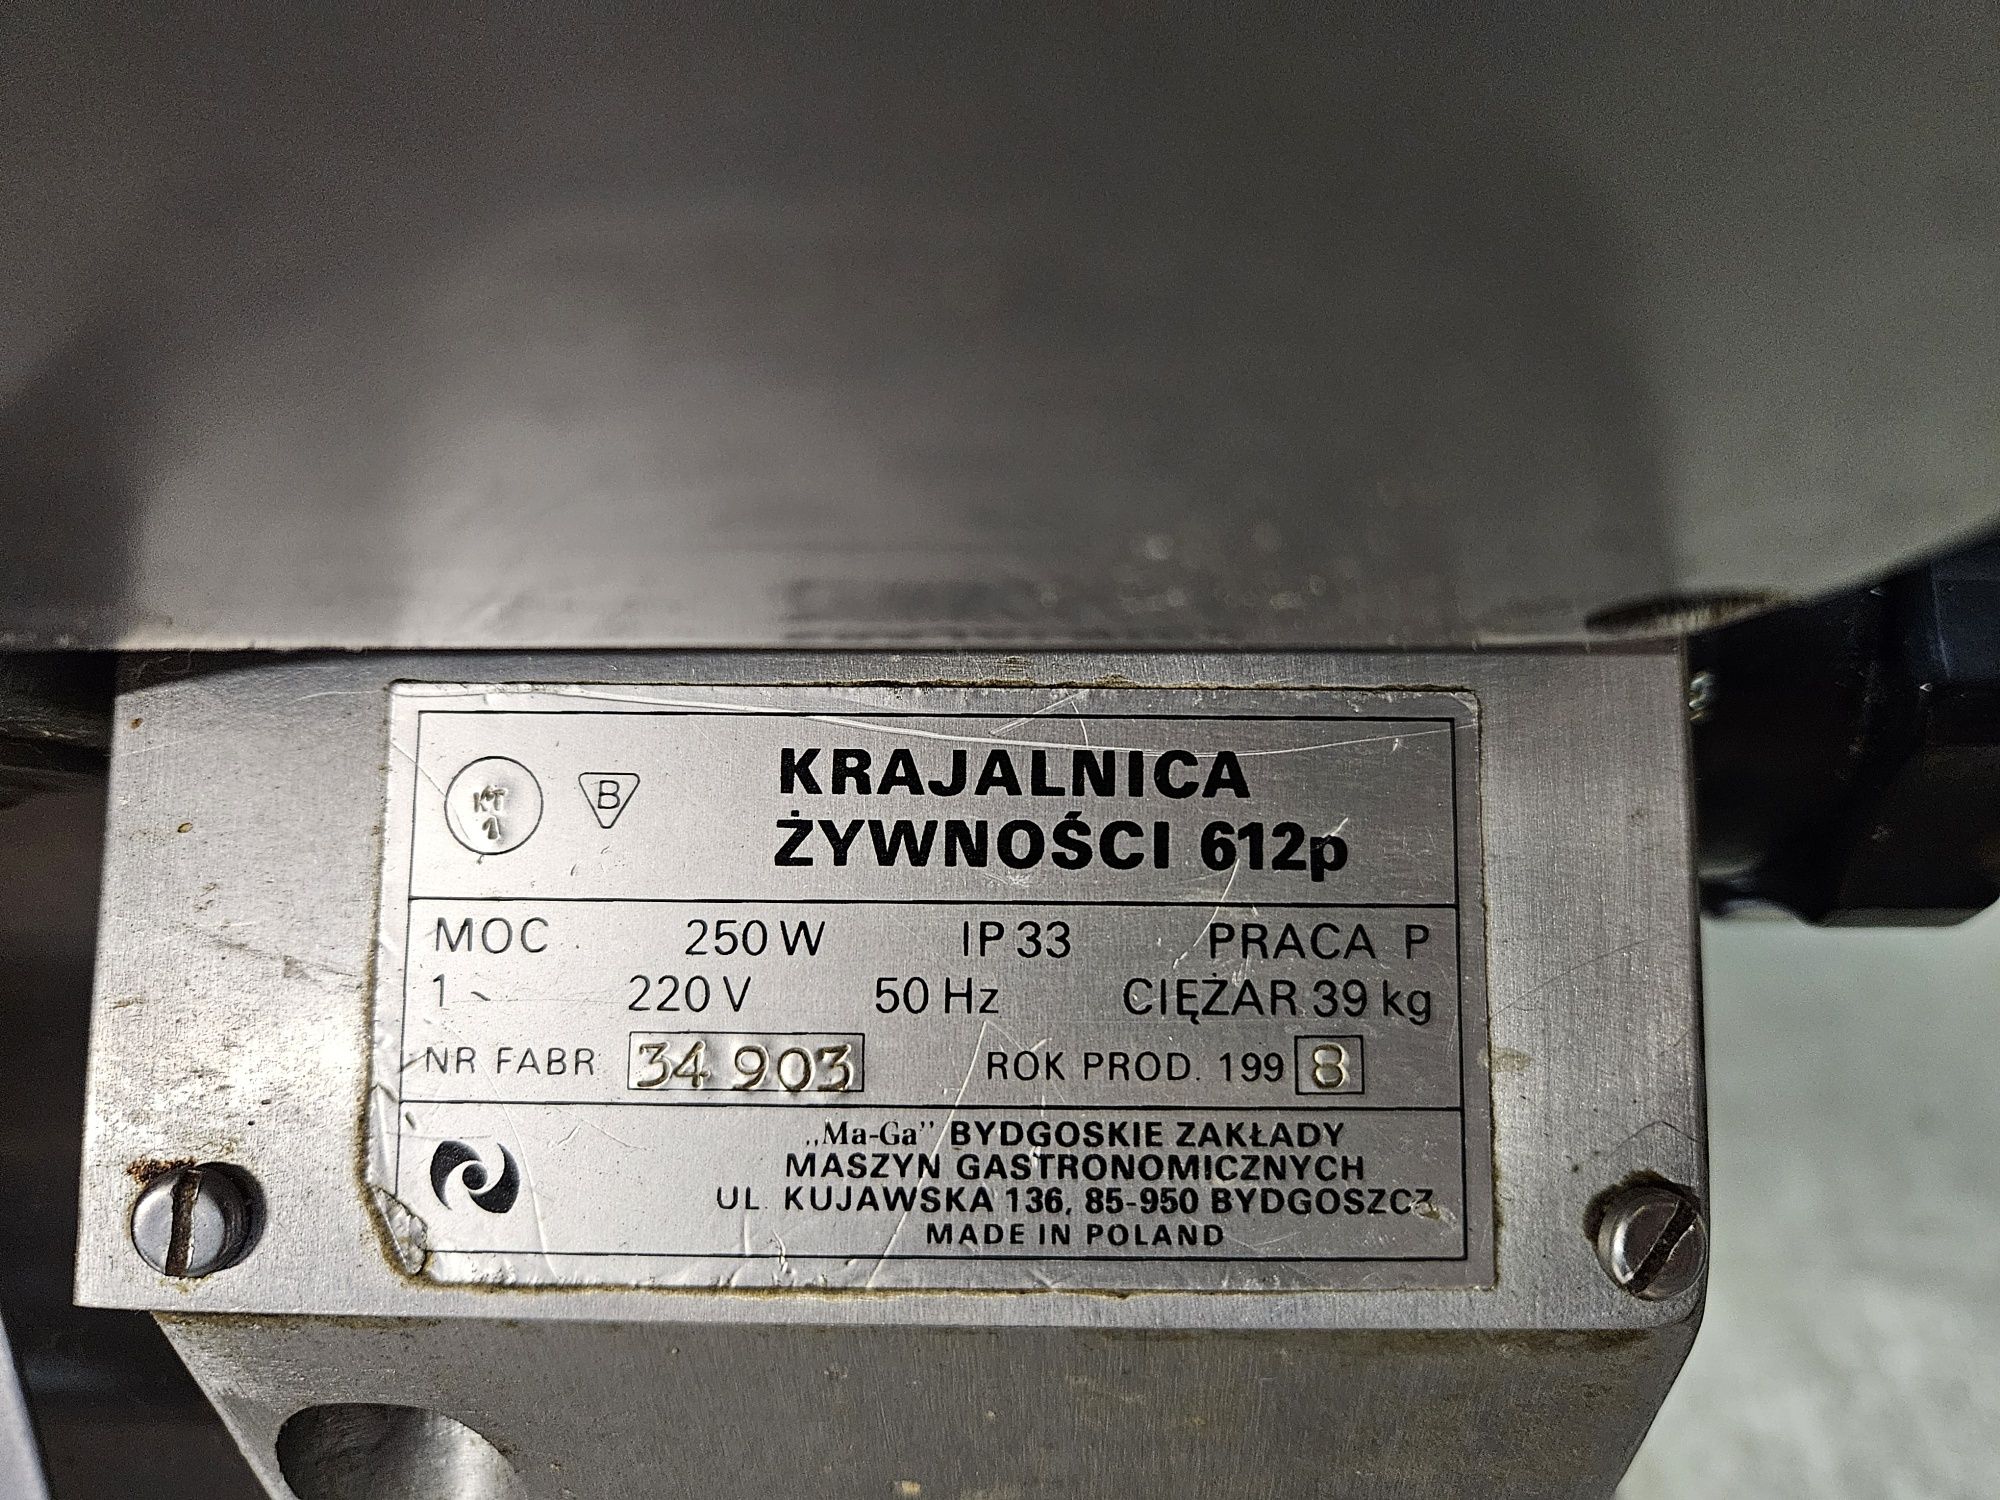 KT
1
B
KRAJALNICA
ŻYWNOŚCI 612p
MOC 250 W IP 33 PRACA P
1 ~ 220 V 50 Hz CIĘŻAR 39 kg
NR FABR. 34 903 ROK PROD. 199 8
„Ma-Ga” BYDGOSKIE ZAKŁADY
MASZYN GASTRONOMICZNYCH
UL. KUJAWSKA 136, 85-950 BYDGOSZCZ
MADE IN POLAND